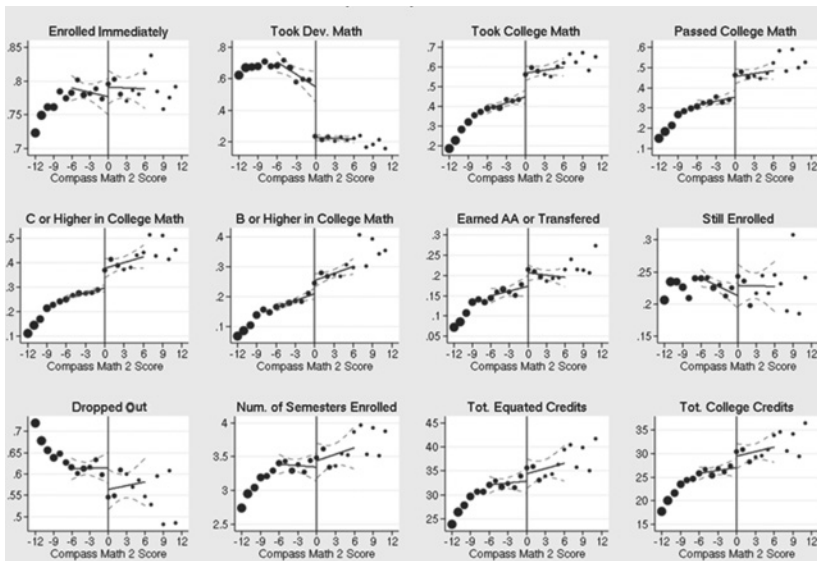 Enrolled Immediately Took Dev. Math Took College Math Passed College Math
.85
.8
.75
.7
-12 -9 -6 -3 0 3 6 9 12
Compass Math 2 Score
.8
.6
.4
.2
-12 -9 -6 -3 0 3 6 9 12
Compass Math 2 Score
.7
.6
.5
.4
.3
.2
-12 -9 -6 -3 0 3 6 9 12
Compass Math 2 Score
.6
.5
.4
.3
.2
.1
-12 -9 -6 -3 0 3 6 9 12
Compass Math 2 Score
C or Higher in College Math B or Higher in College Math Earned AA or Transfered Still Enrolled
.5
.4
.3
.2
.1
-12 -9 -6 -3 0 3 6 9 12
Compass Math 2 Score
.4
.3
.2
.1
-12 -9 -6 -3 0 3 6 9 12
Compass Math 2 Score
.3
.25
.2
.15
.1
.05
-12 -9 -6 -3 0 3 6 9 12
Compass Math 2 Score
.3
.25
.2
.15
-12 -9 -6 -3 0 3 6 9 12
Compass Math 2 Score
Dropped Out Num. of Semesters Enrolled Tot. Equated Credits Tot. College Credits
.7
.65
.6
.55
.5
-12 -9 -6 -3 0 3 6 9 12
Compass Math 2 Score
4
3.5
3
2.5
-12 -9 -6 -3 0 3 6 9 12
Compass Math 2 Score
45
40
35
30
25
-12 -9 -6 -3 0 3 6 9 12
Compass Math 2 Score
35
30
25
20
15
-12 -9 -6 -3 0 3 6 9 12
Compass Math 2 Score